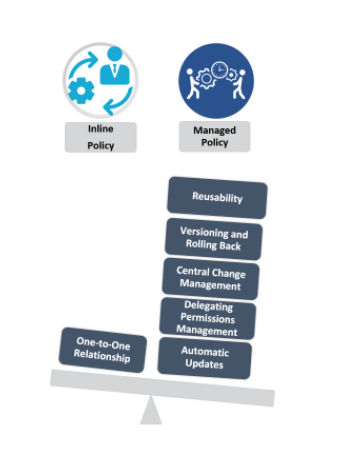 Inline
Policy
Managed
Policy
Reusability
Versioning and
Rolling Back
Central Change
Management
Delegating
Permissions
Management
One-to-One
Relationship
Automatic
Updates